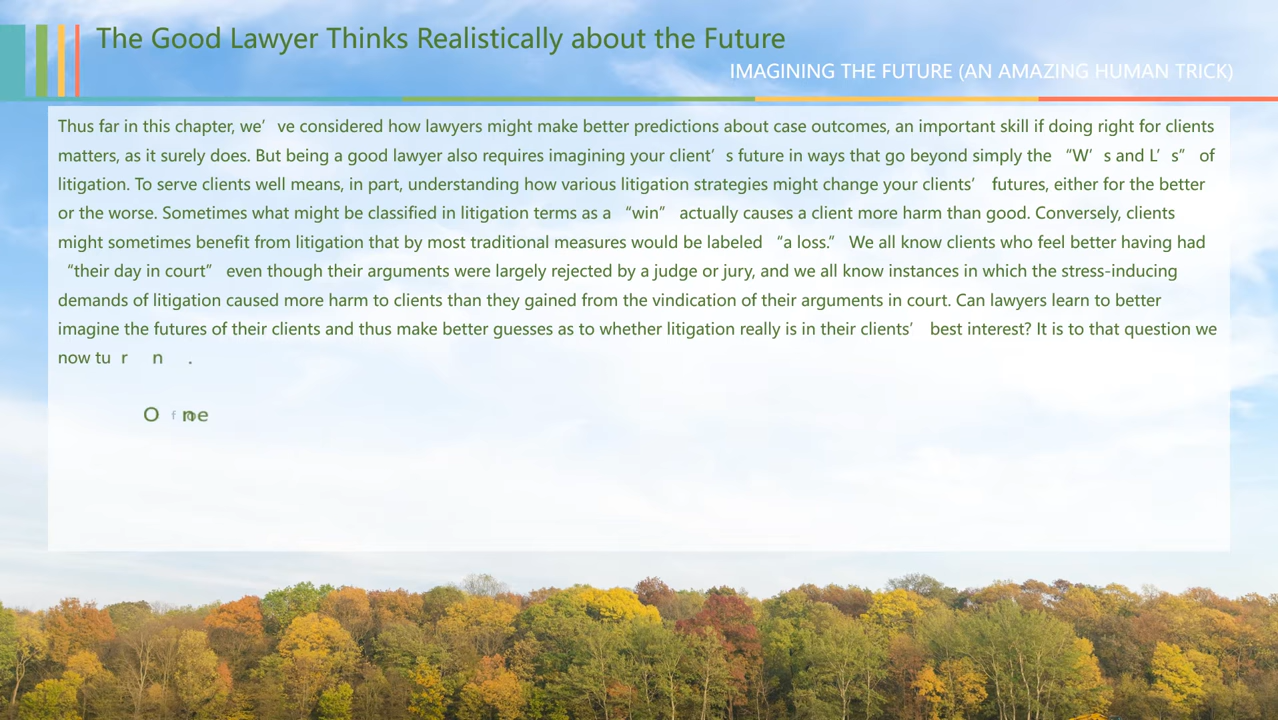 The Good Lawyer Thinks Realistically about the Future
IMAGINING THE FUTURE (AN AMAZING HUMAN TRICK)
Thus far in this chapter, we’ve considered how lawyers might make better predictions about case outcomes, an important skill if doing right for clients
matters, as it surely does. But being a good lawyer also requires imagining your client’s future in ways that go beyond simply the “W’s and L’s” of
litigation. To serve clients well means, in part, understanding how various litigation strategies might change your clients’ futures, either for the better
or the worse. Sometimes what might be classified in litigation terms as a “win” actually causes a client more harm than good. Conversely, clients
might sometimes benefit from litigation that by most traditional measures would be labeled “a loss.” We all know clients who feel better having had
“their day in court” even though their arguments were largely rejected by a judge or jury, and we all know instances in which the stress-inducing
demands of litigation caused more harm to clients than they gained from the vindication of their arguments in court. Can lawyers learn to better
imagine the futures of their clients and thus make better guesses as to whether litigation really is in their clients’ best interest? It is to that question we
now turn.